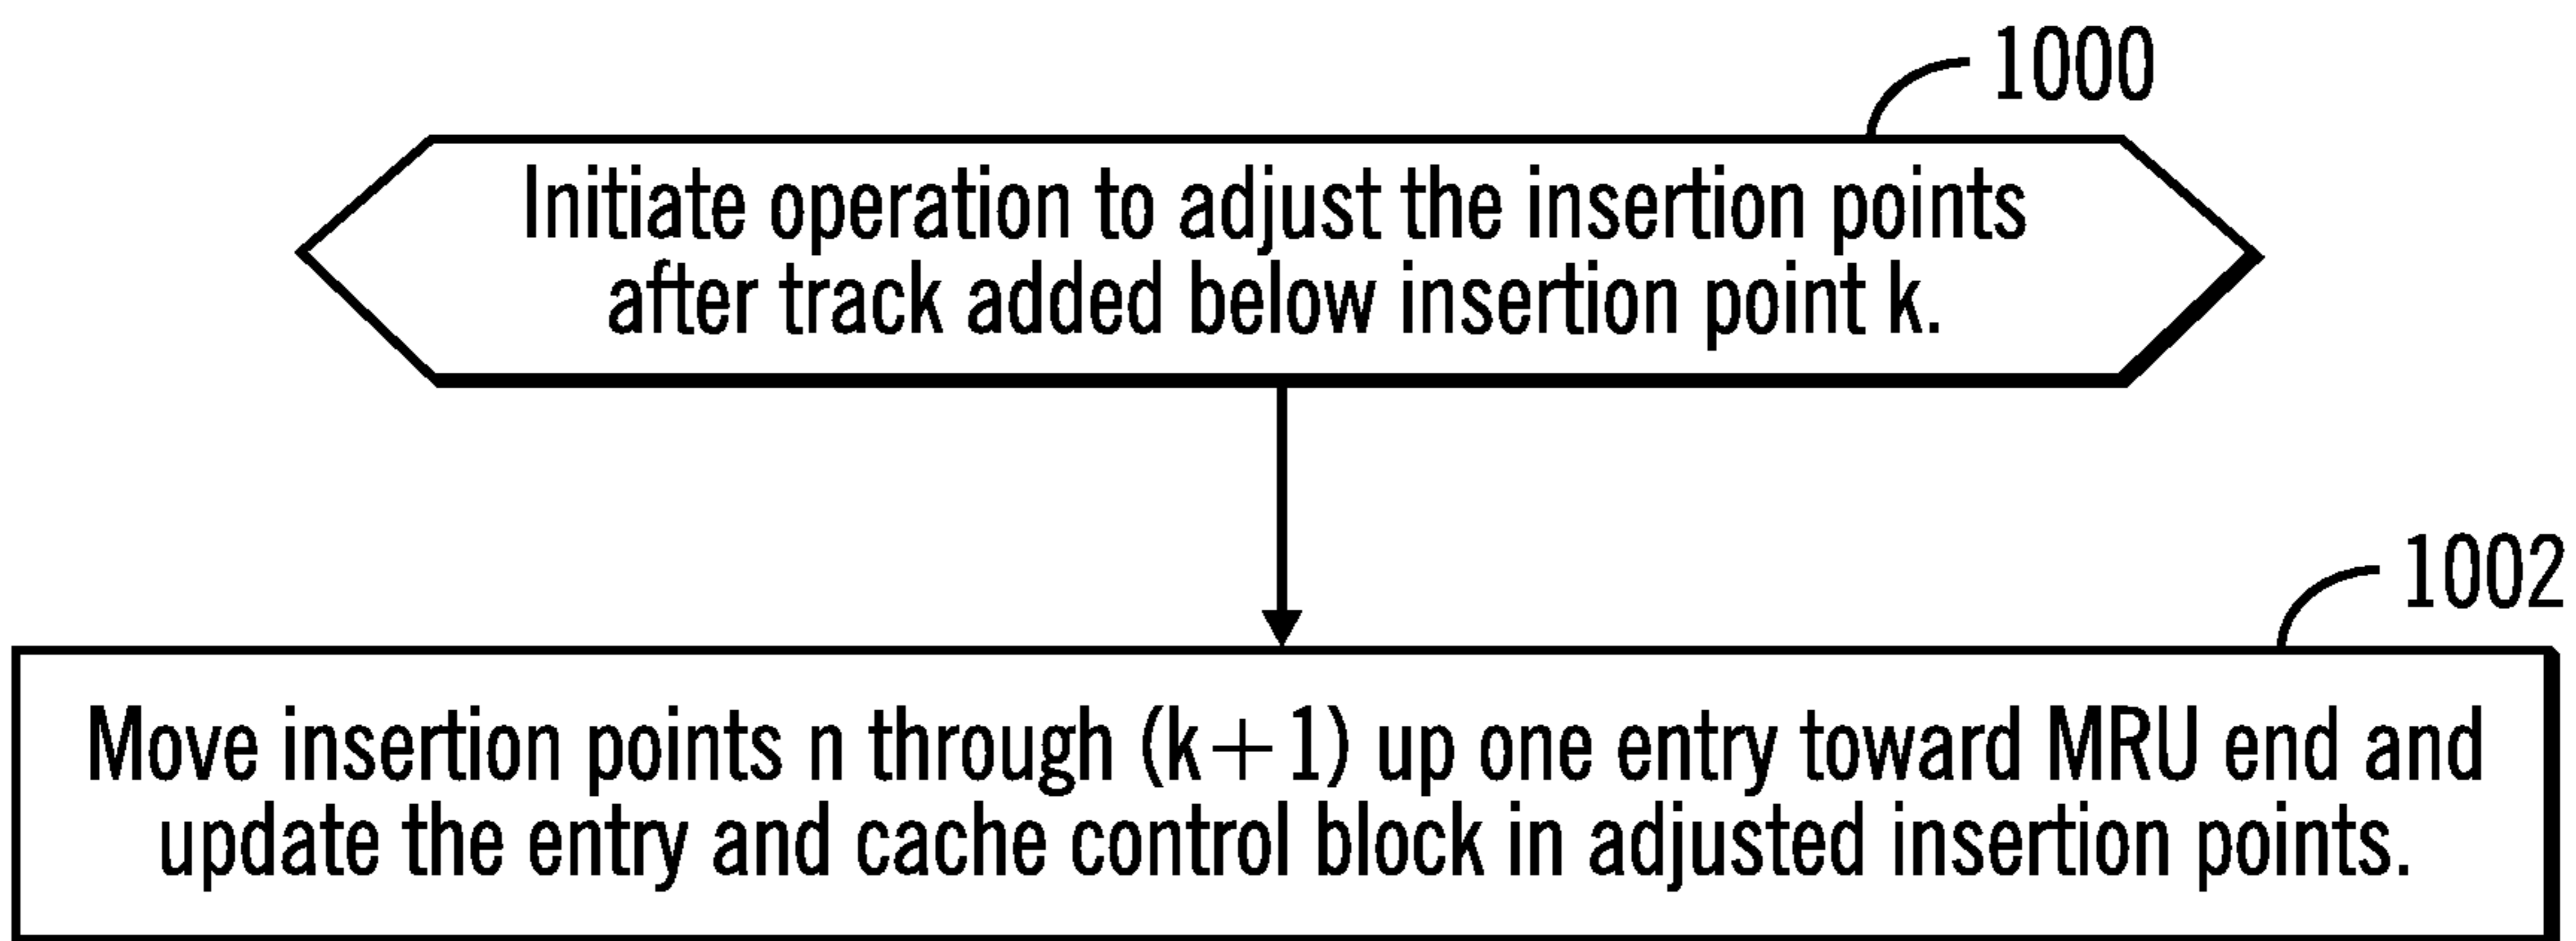 1000
Initiate operation to adjust the insertion points
after track added below insertion point k.
1002
Move insertion points n through (k+1) up one entry toward MRU end and
update the entry and cache control block in adjusted insertion points.